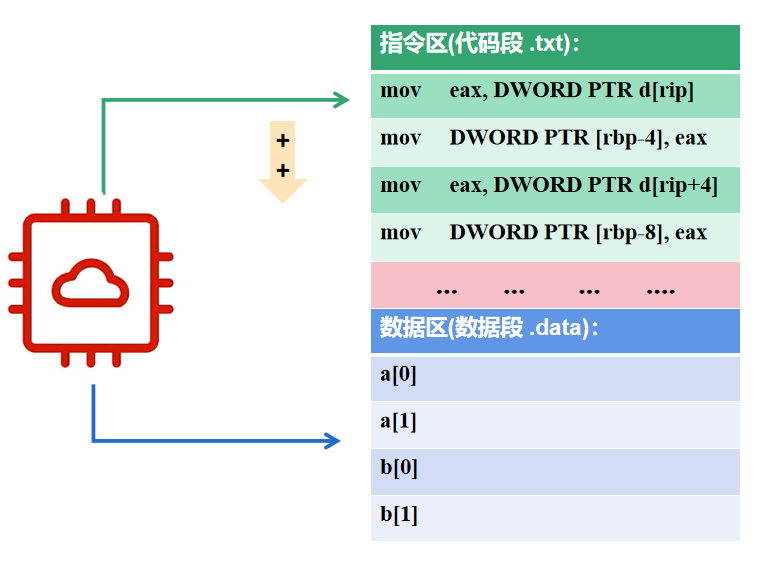 指令区(代码段 .txt)：
mov eax, DWORD PTR d[rip]
+
mov DWORD PTR [rbp-4], eax
+
mov eax, DWORD PTR d[rip+4]
mov DWORD PTR [rbp-8], eax
... ... ... ....
数据区(数据段 .data)：
a[0]
a[1]
b[0]
b[1]